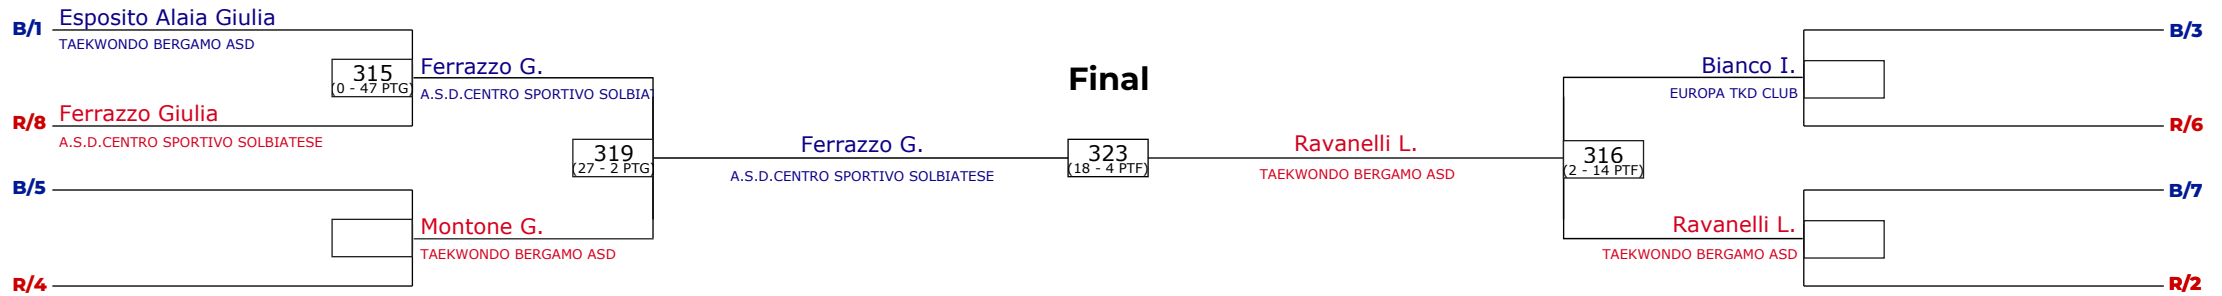 B/1
Esposito Alaia Giulia
TAEKWONDO BERGAMO ASD
315
(0 - 47 PTG)
Ferrazzo G.
A.S.D.CENTRO SPORTIVO SOLBIAT
R/8
Ferrazzo Giulia
A.S.D.CENTRO SPORTIVO SOLBIATESE
319
(27 - 2 PTG)
B/5
Montone G.
TAEKWONDO BERGAMO ASD
R/4
Final
Ferrazzo G.
A.S.D.CENTRO SPORTIVO SOLBIATESE
323
(18 - 4 PTF)
Ravanelli L.
TAEKWONDO BERGAMO ASD
B/3
Bianco I.
EUROPA TKD CLUB
R/6
316
(2 - 14 PTF)
B/7
Ravanelli L.
TAEKWONDO BERGAMO ASD
R/2